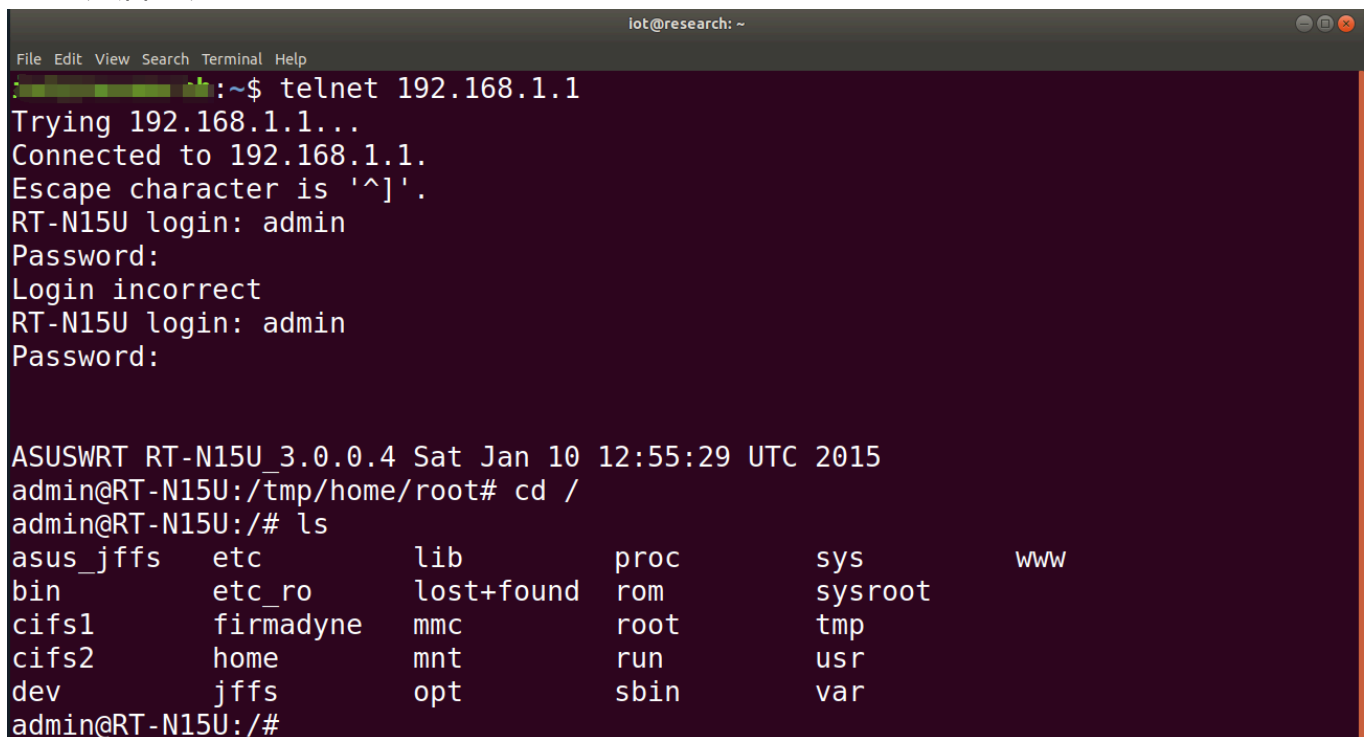 iot@research: ~
File Edit View Search Terminal Help
:~$ telnet 192.168.1.1
Trying 192.168.1.1...
Connected to 192.168.1.1.
Escape character is '^]'.
RT-N15U login: admin
Password:
Login incorrect
RT-N15U login: admin
Password:
ASUSWRT RT-N15U_3.0.0.4 Sat Jan 10 12:55:29 UTC 2015
admin@RT-N15U:/tmp/home/root# cd /
admin@RT-N15U:/# ls
asus_jffs etc lib proc sys www
bin etc_ro lost+found rom sysroot
cifs1 firmadyne mmc root tmp
cifs2 home mnt run usr
dev jffs opt sbin var
admin@RT-N15U:/#